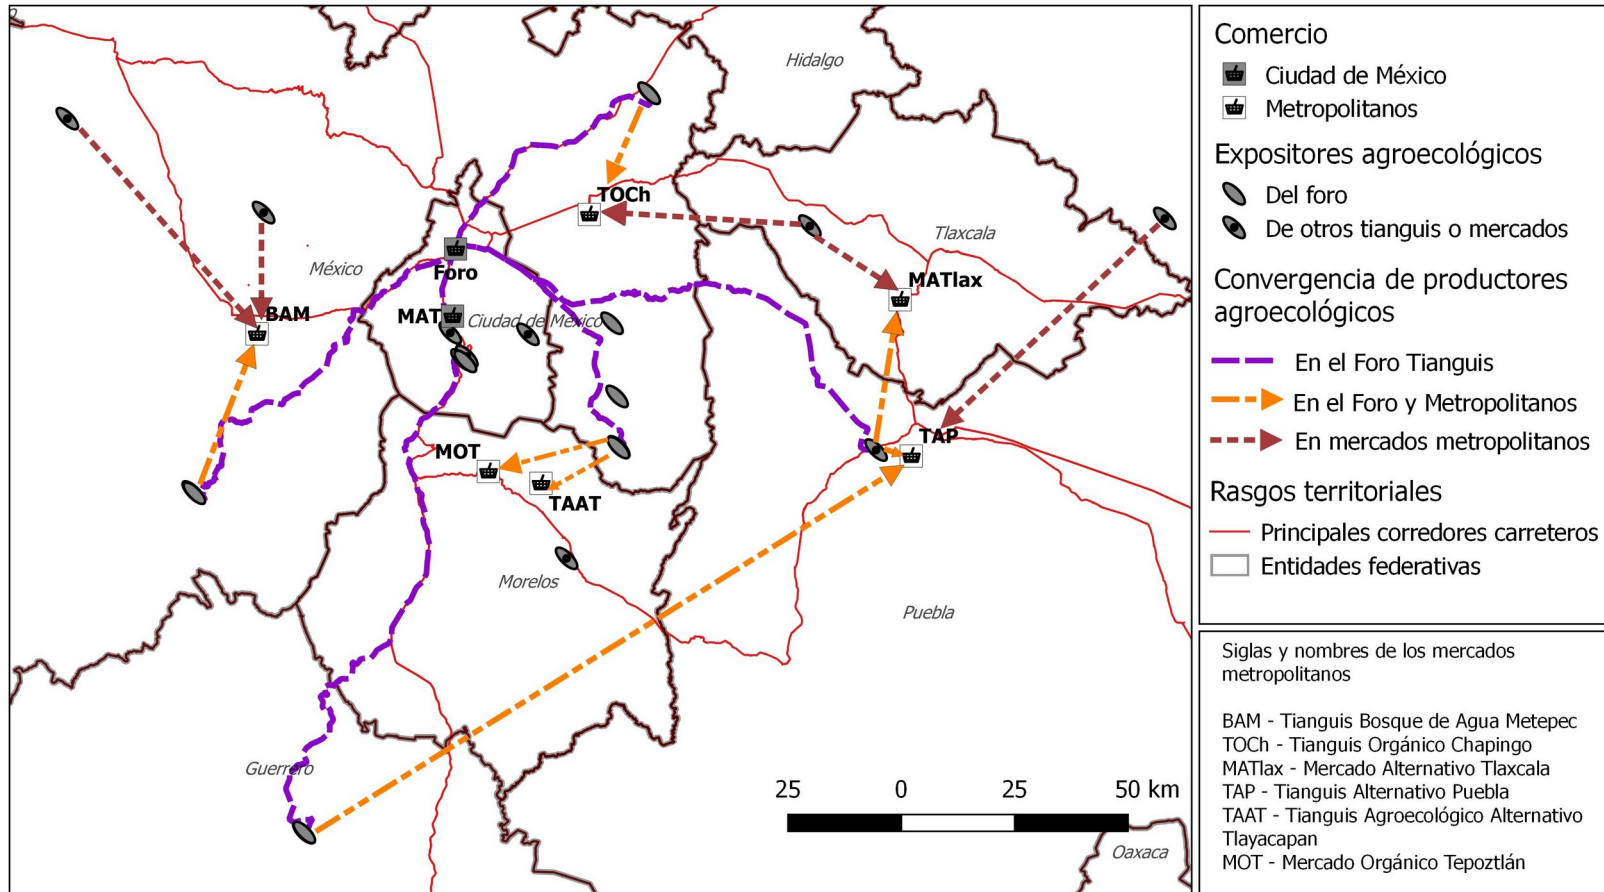 Hidalgo
TOCh
Tlaxcala
México
Foro
MATlax
BAM
MAT
Ciudad de México
MOT
TAP
TAAT
Morelos
Puebla
Guerrero
25 0 25 50 km
Oaxaca
Comercio
Ciudad de México
Metropolitanos
Expositores agroecológicos
Del foro
De otros tianguis o mercados
Convergencia de productores
agroecológicos
En el Foro Tianguis
En el Foro y Metropolitanos
En mercados metropolitanos
Rasgos territoriales
Principales corredores carreteros
Entidades federativas
Siglas y nombres de los mercados
metropolitanos
BAM - Tianguis Bosque de Agua Metepec
TOCh - Tianguis Orgánico Chapingo
MATlax - Mercado Alternativo Tlaxcala
TAP - Tianguis Alternativo Puebla
TAAT - Tianguis Agroecológico Alternativo
Tlayacapan
MOT - Mercado Orgánico Tepoztlán